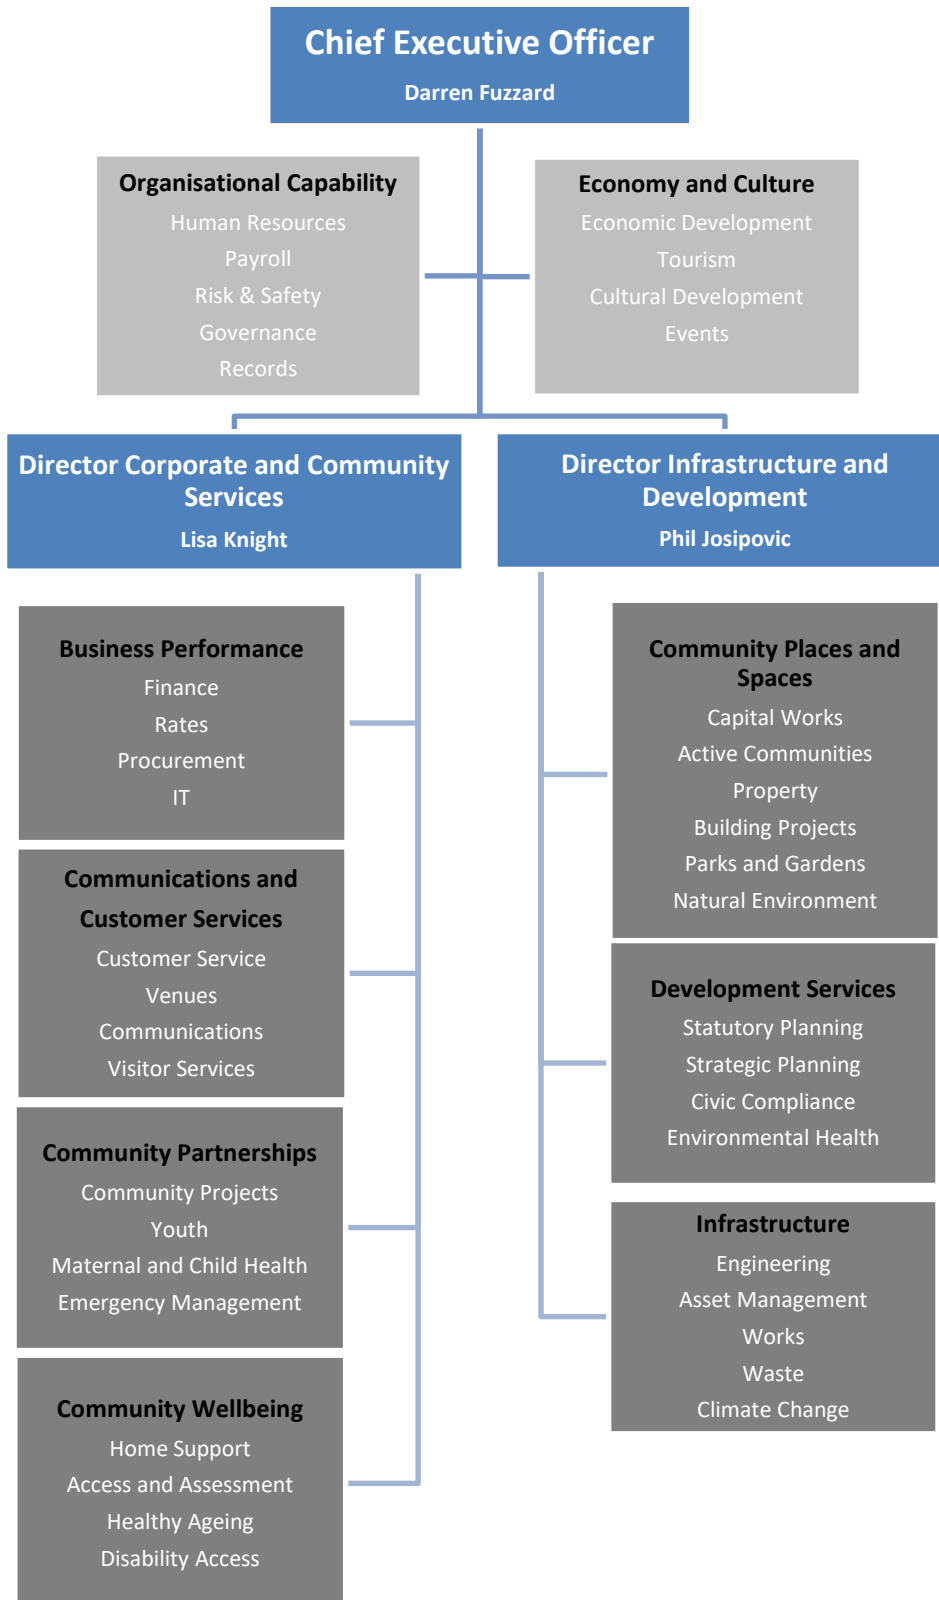 Chief Executive Officer
Darren Fuzzard
Organisational Capability
Human Resources
Payroll
Risk & Safety
Governance
Records
Economy and Culture
Economic Development
Tourism
Cultural Development
Events
Director Corporate and Community
Services
Lisa Knight
Director Infrastructure and
Development
Phil Josipovic
Business Performance
Finance
Rates
Procurement
IT
Communications and
Customer Services
Customer Service
Venues
Communications
Visitor Services
Community Partnerships
Community Projects
Youth
Maternal and Child Health
Emergency Management
Community Wellbeing
Home Support
Access and Assessment
Healthy Ageing
Disability Access
Community Places and
Spaces
Capital Works
Active Communities
Property
Building Projects
Parks and Gardens
Natural Environment
Development Services
Statutory Planning
Strategic Planning
Civic Compliance
Environmental Health
Infrastructure
Engineering
Asset Management
Works
Waste
Climate Change